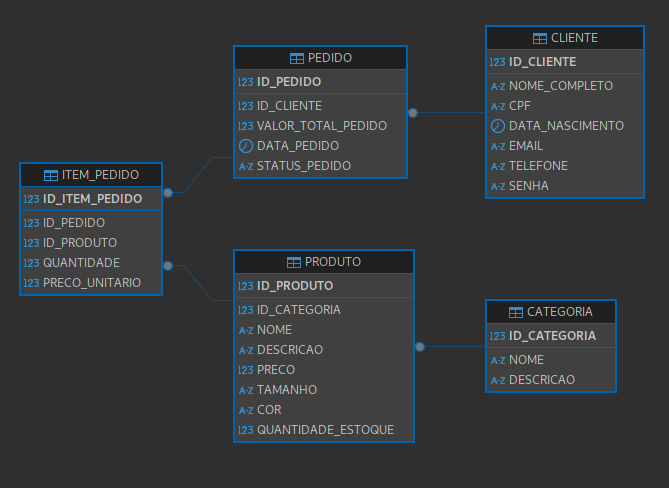 PEDIDO
123 ID_PEDIDO
123 ID_CLIENTE
123 VALOR_TOTAL_PEDIDO
DATA_PEDIDO
A-Z STATUS_PEDIDO
CLIENTE
123 ID_CLIENTE
A-Z NOME_COMPLETO
A-Z CPF
DATA_NASCIMENTO
A-Z EMAIL
A-Z TELEFONE
A-Z SENHA
ITEM_PEDIDO
123 ID_ITEM_PEDIDO
123 ID_PEDIDO
123 ID_PRODUTO
123 QUANTIDADE
123 PRECO_UNITARIO
PRODUTO
123 ID_PRODUTO
123 ID_CATEGORIA
A-Z NOME
A-Z DESCRICAO
123 PRECO
A-Z TAMANHO
A-Z COR
123 QUANTIDADE_ESTOQUE
CATEGORIA
123 ID_CATEGORIA
A-Z NOME
A-Z DESCRICAO